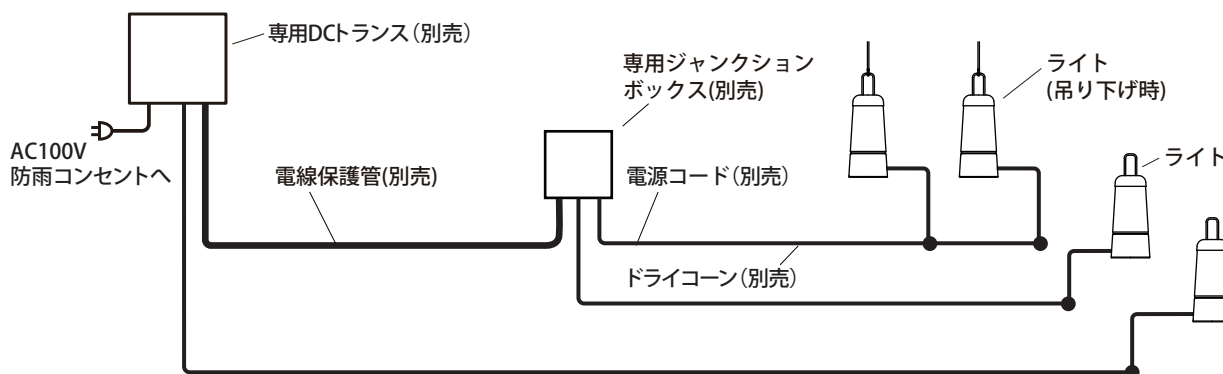 専用DCトランス（別売）
専用ジャンクション
ボックス(別売)
ライト
(吊り下げ時)
AC100V
防雨コンセントへ
電線保護管(別売)
電源コード（別売）
ライト
ドライコーン（別売）